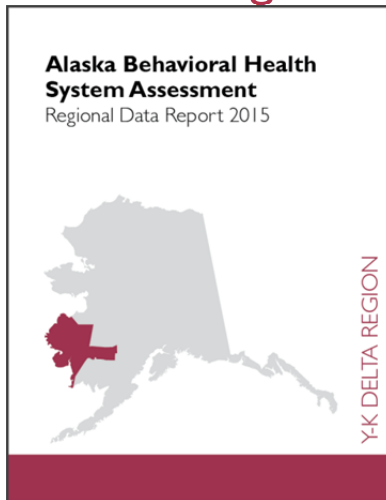 Alaska Behavioral Health
System Assessment
Regional Data Report 2015
Y-K DELTA REGION